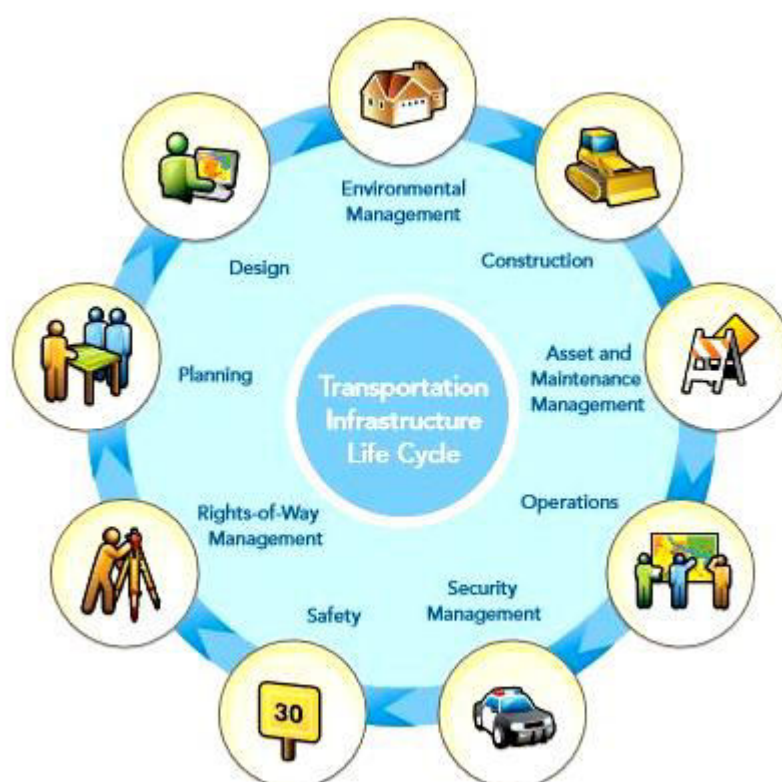 Environmental
Management
Construction
Design
Asset and
Maintenance
Management
Planning
Transportation
Infrastructure
Life Cycle
Operations
Rights-of-Way
Management
Security
Management
Safety
30